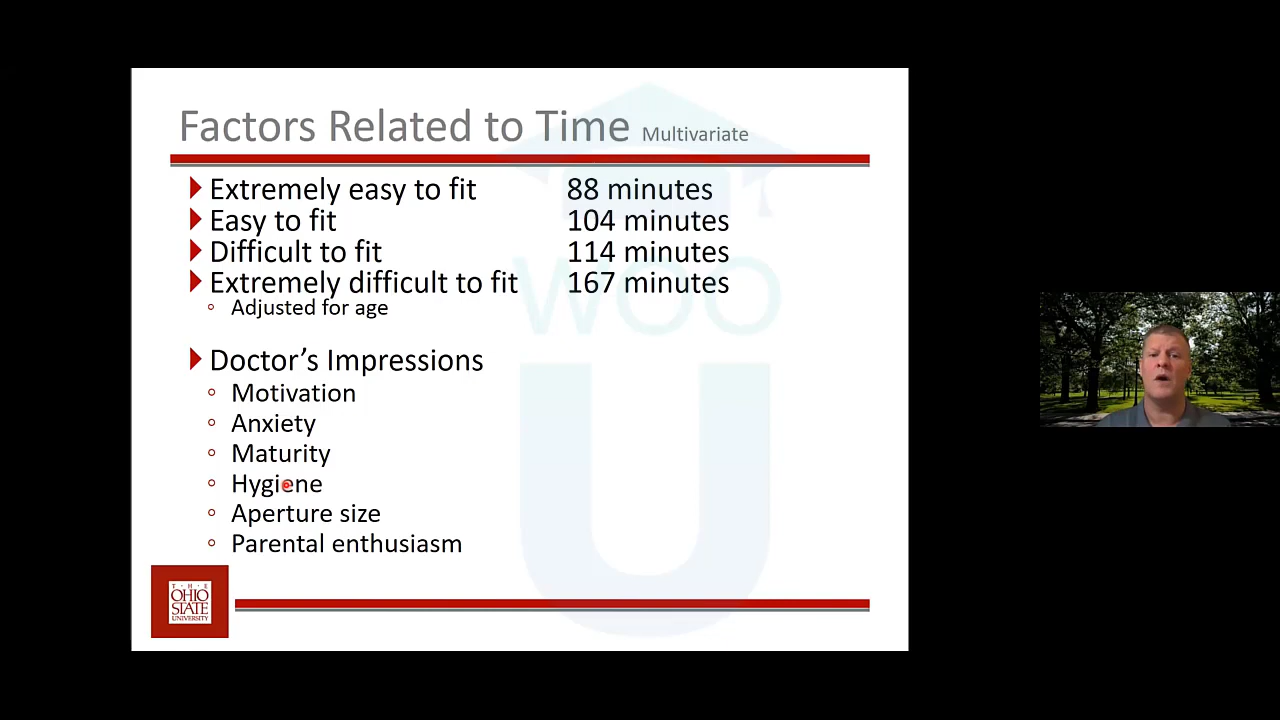 Factors Related to Time Multivariate
Extremely easy to fit 88 minutes
Easy to fit 104 minutes
Difficult to fit 114 minutes
Extremely difficult to fit 167 minutes
Adjusted for age
Doctor's Impressions
Motivation
Anxiety
Maturity
Hygiene
Aperture size
Parental enthusiasm
WOO
U
T · H · E
OHIO
STATE
UNIVERSITY